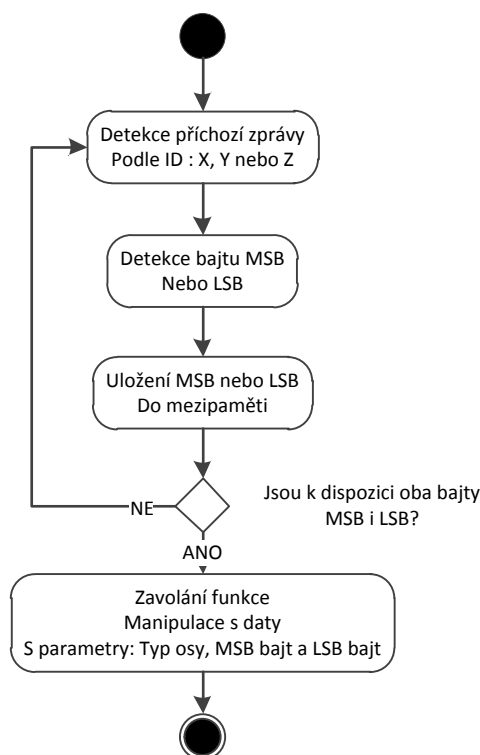 Detekce příchozí zprávy
Podle ID : X, Y nebo Z
Detekce bajtu MSB
Nebo LSB
Uložení MSB nebo LSB
Do mezipaměti
Jsou k dispozici oba bajty
MSB i LSB?
NE
ANO
Zavolání funkce
Manipulace s daty
S parametry: Typ osy, MSB bajt a LSB bajt